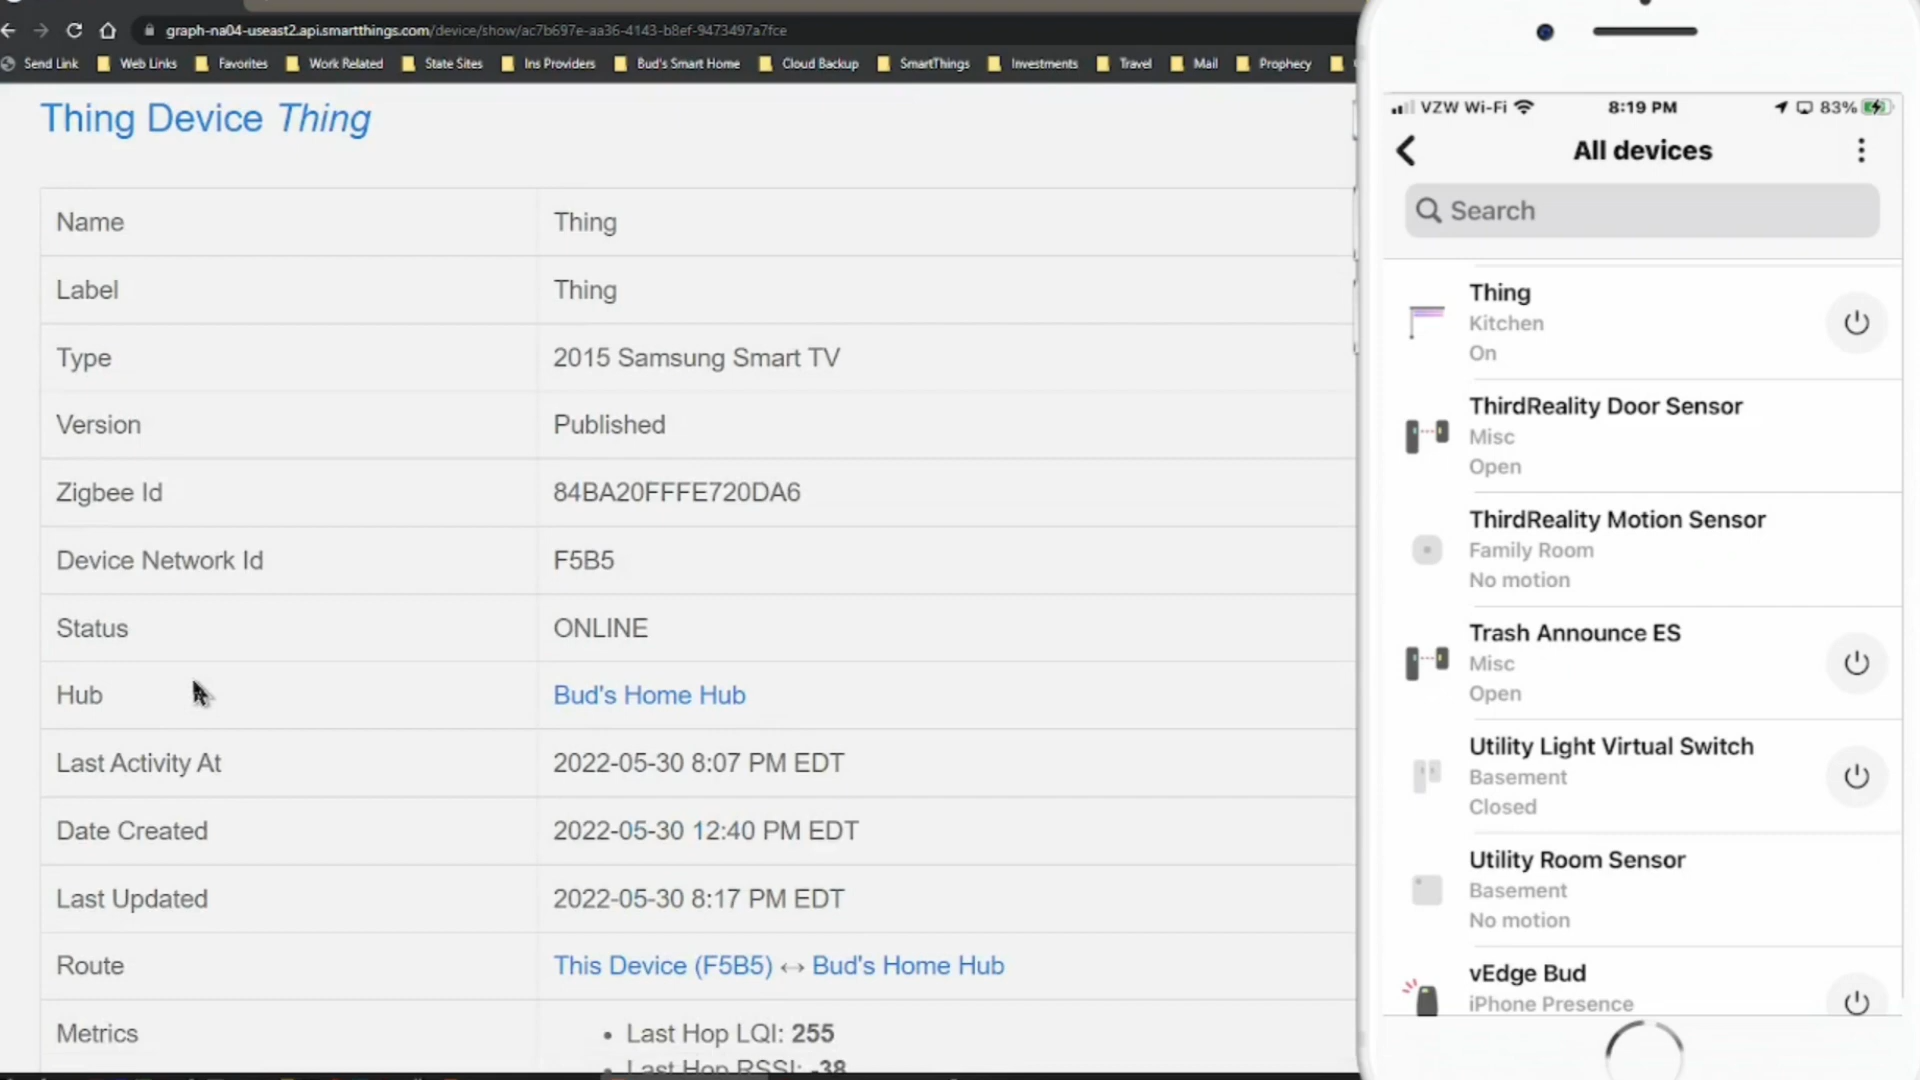 graph-na04-useast2.api.smartthings.com/device/show/ac7b697e-aa36-4143-b8ef-9473497a7fce
Send Link Web Links Favorites Work Related State Sites Ins Providers Bud's Smart Home Cloud Backup SmartThings Investments Travel Mail Prophecy
Thing Device Thing
Name Thing
Label Thing
Type 2015 Samsung Smart TV
Version Published
Zigbee Id 84BA20FFFE720DA6
Device Network Id F5B5
Status ONLINE
Hub Bud's Home Hub
Last Activity At 2022-05-30 8:07 PM EDT
Date Created 2022-05-30 12:40 PM EDT
Last Updated 2022-05-30 8:17 PM EDT
Route This Device (F5B5) ↔ Bud's Home Hub
Metrics • Last Hop LQI: 255
Last Hop RSSI: -38
VZW Wi-Fi 8:19 PM 83%
All devices
Search
Thing
Kitchen
On
ThirdReality Door Sensor
Misc
Open
ThirdReality Motion Sensor
Family Room
No motion
Trash Announce ES
Misc
Open
Utility Light Virtual Switch
Basement
Closed
Utility Room Sensor
Basement
No motion
vEdge Bud
iPhone Presence